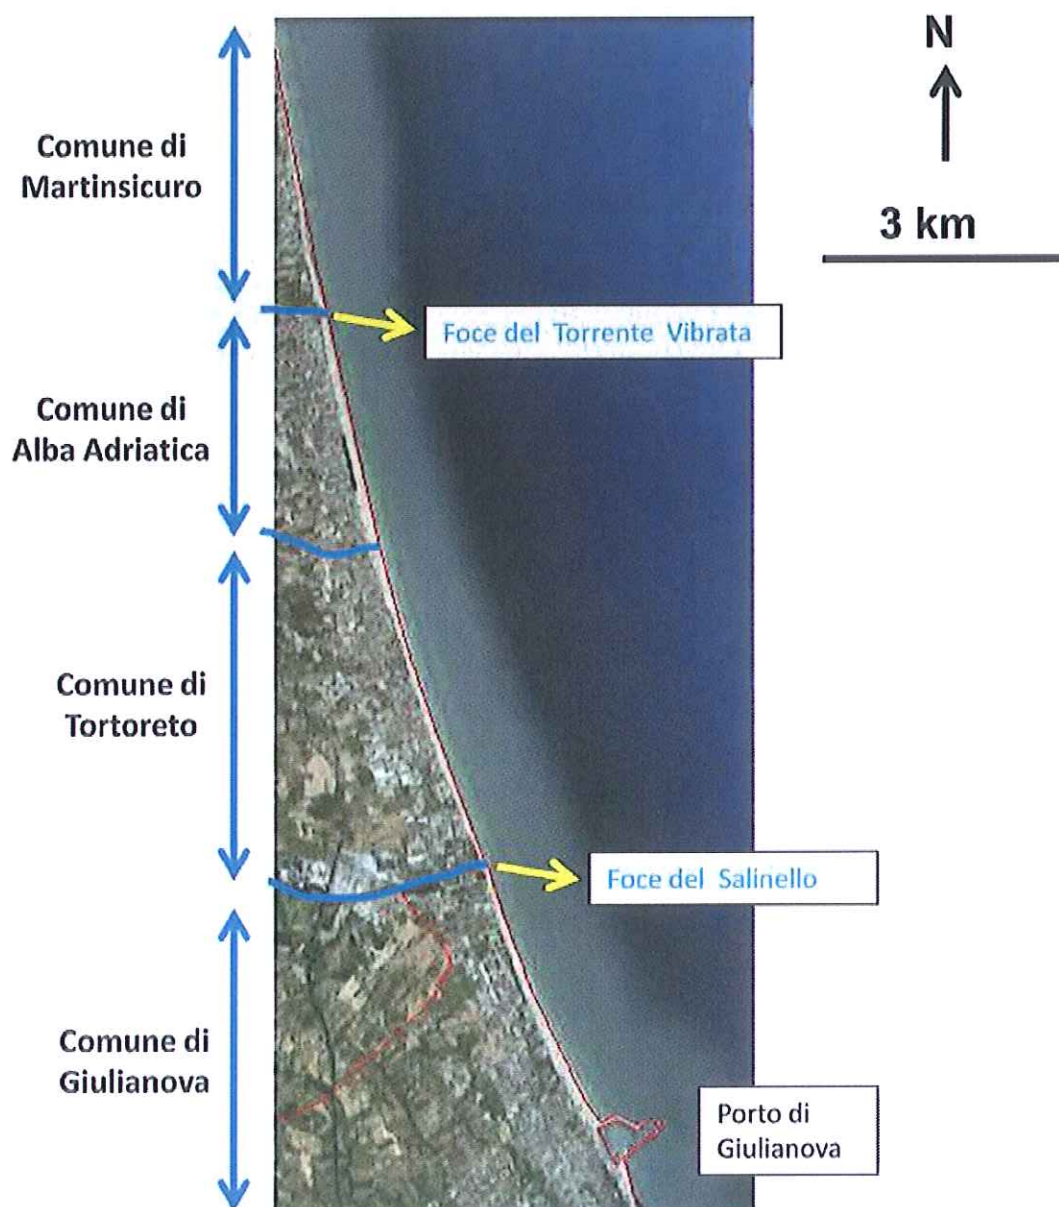 N
3 km
Comune di
Martinsicuro
Foce del Torrente Vibrata
Comune di
Alba Adriatica
Comune di
Tortoreto
Foce del Salinello
Comune di
Giulianova
Porto di
Giulianova